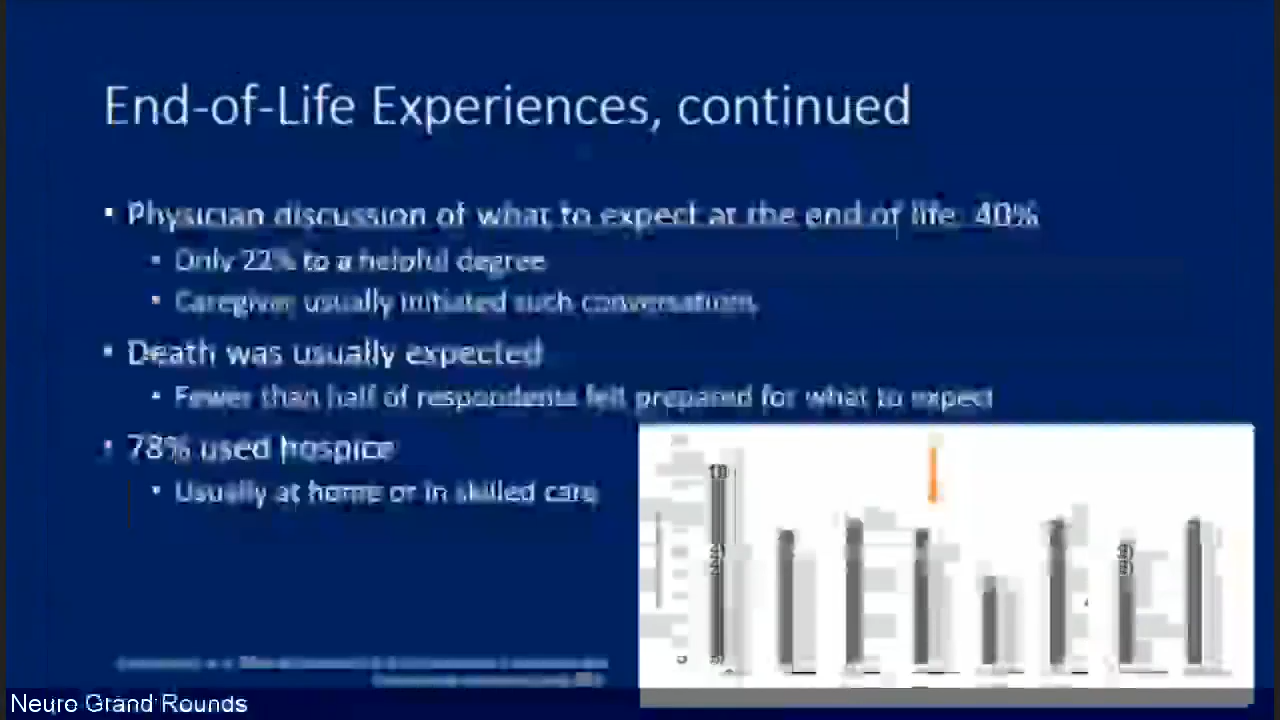 End-of-Life Experiences, continued
▪ Physician discussion of what to expect at the end of life: 40%
▪ Only 22% to a helpful degree
▪ Caregiver usually initiated such conversations
▪ Death was usually expected
▪ Fewer than half of respondents felt prepared for what to expect
▪ 78% used hospice
▪ Usually at home or in skilled care
Neuro Grand Rounds